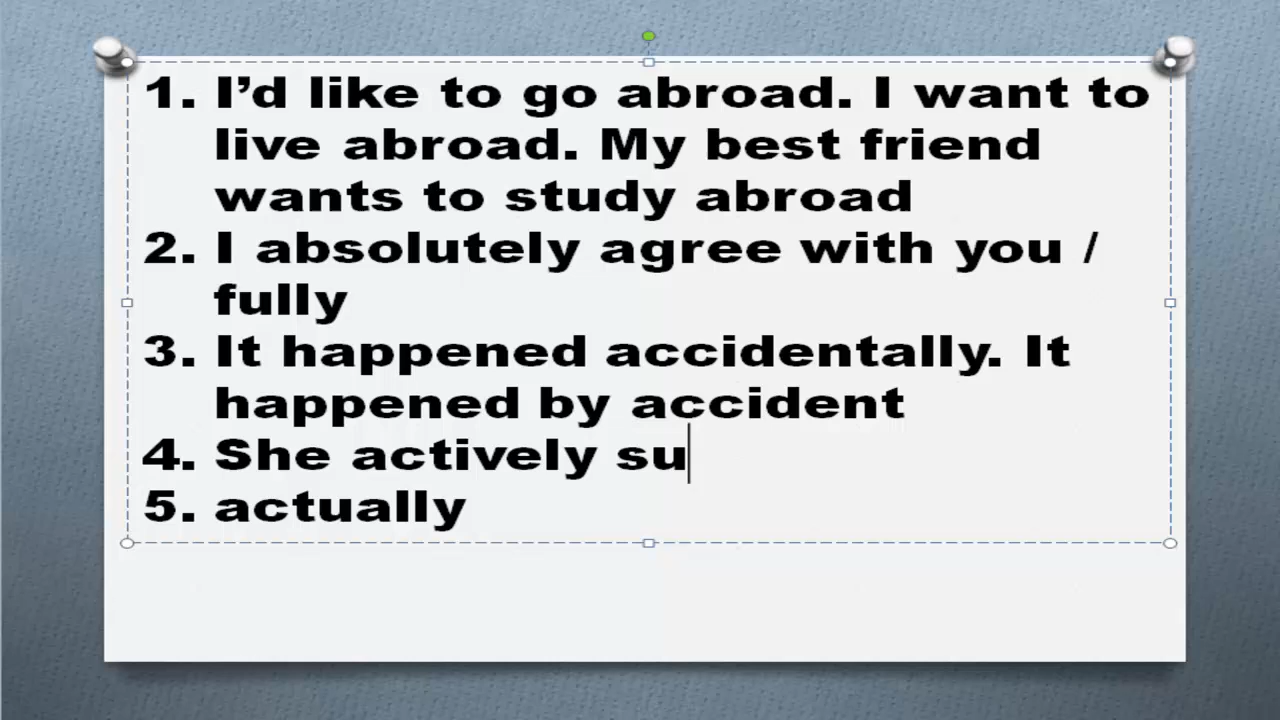 1. I’d like to go abroad. I want to
live abroad. My best friend
wants to study abroad
2. I absolutely agree with you /
fully
3. It happened accidentally. It
happened by accident
4. She actively su
5. actually